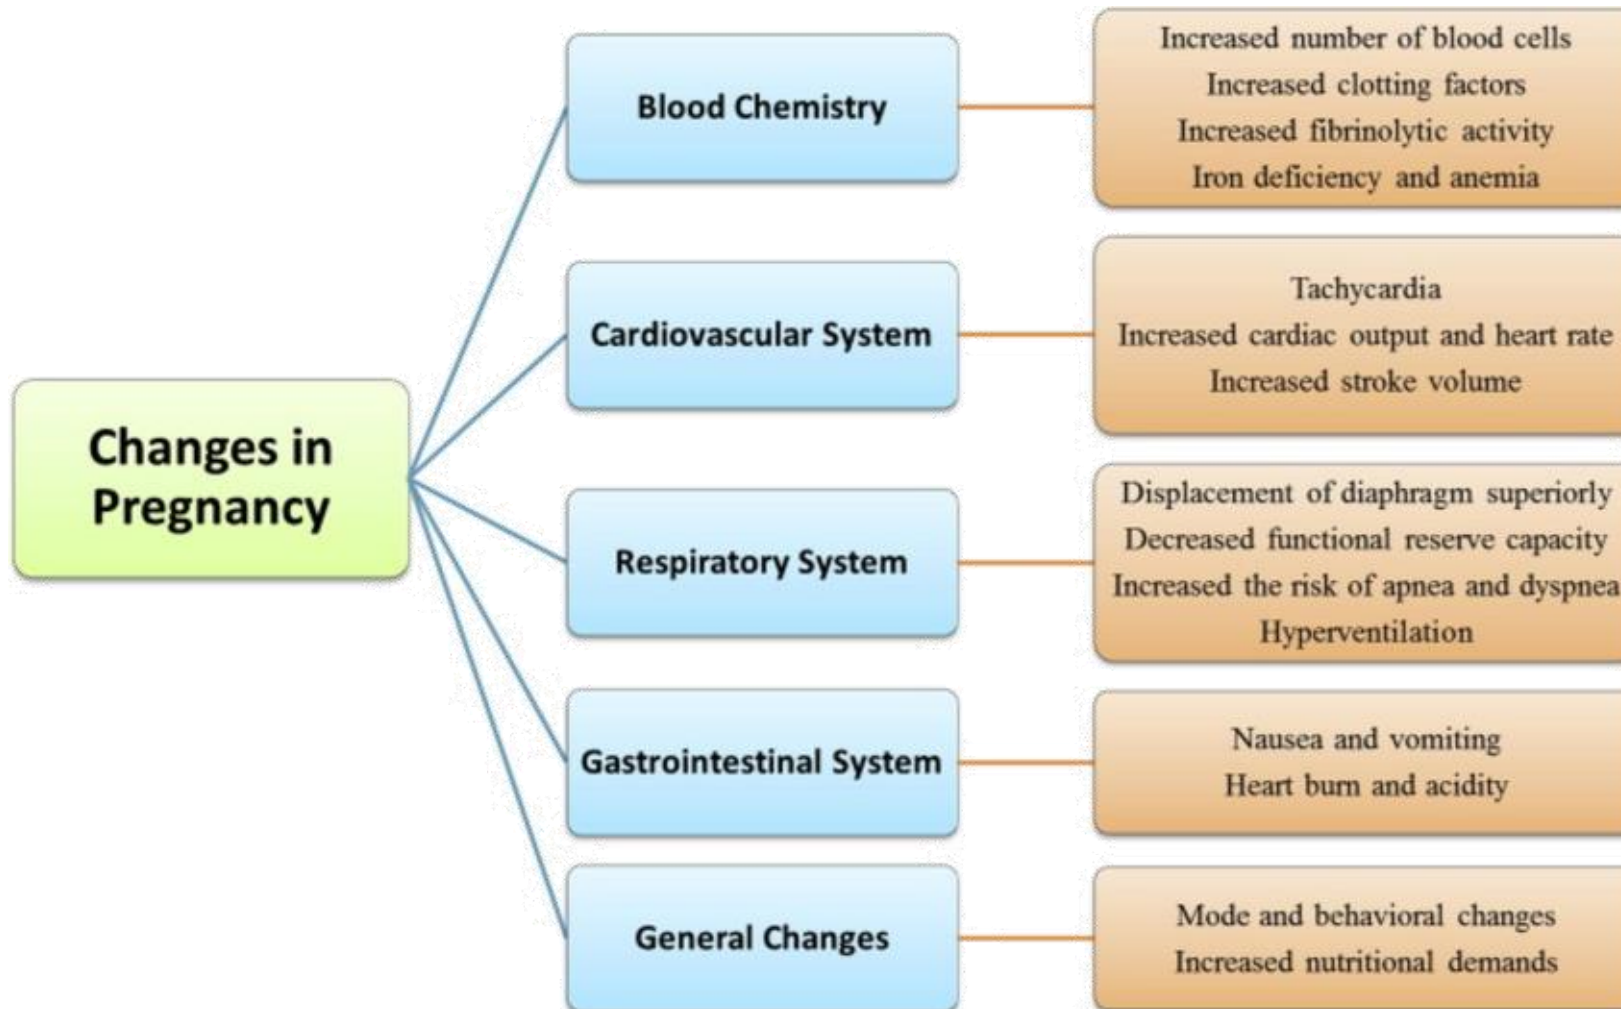 Changes in
Pregnancy
Blood Chemistry
Increased number of blood cells
Increased clotting factors
Increased fibrinolytic activity
Iron deficiency and anemia
Cardiovascular System
Tachycardia
Increased cardiac output and heart rate
Increased stroke volume
Respiratory System
Displacement of diaphragm superiorly
Decreased functional reserve capacity
Increased the risk of apnea and dyspnea
Hyperventilation
Gastrointestinal System
Nausea and vomiting
Heart burn and acidity
General Changes
Mode and behavioral changes
Increased nutritional demands